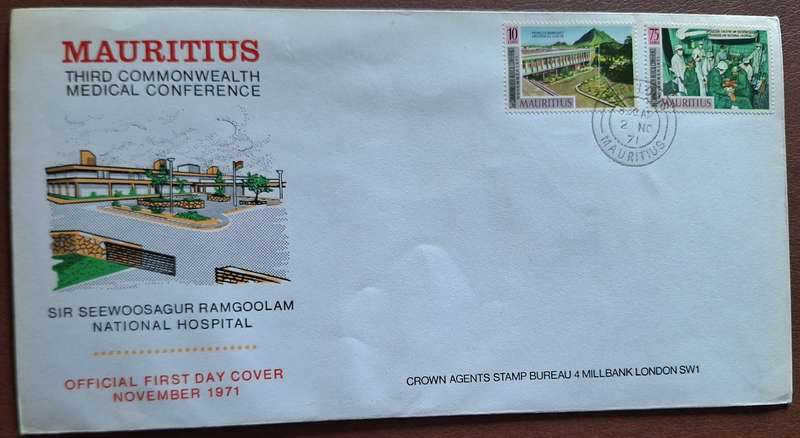 MAURITIUS
THIRD COMMONWEALTH
MEDICAL CONFERENCE
SIR SEEWOOSAGUR RAMGOOLAM
NATIONAL HOSPITAL
OFFICIAL FIRST DAY COVER
NOVEMBER 1971
10
MAURITIUS
75
MAURITIUS
2 NO
71
MAURITIUS
CROWN AGENTS STAMP BUREAU 4 MILLBANK LONDON SW1